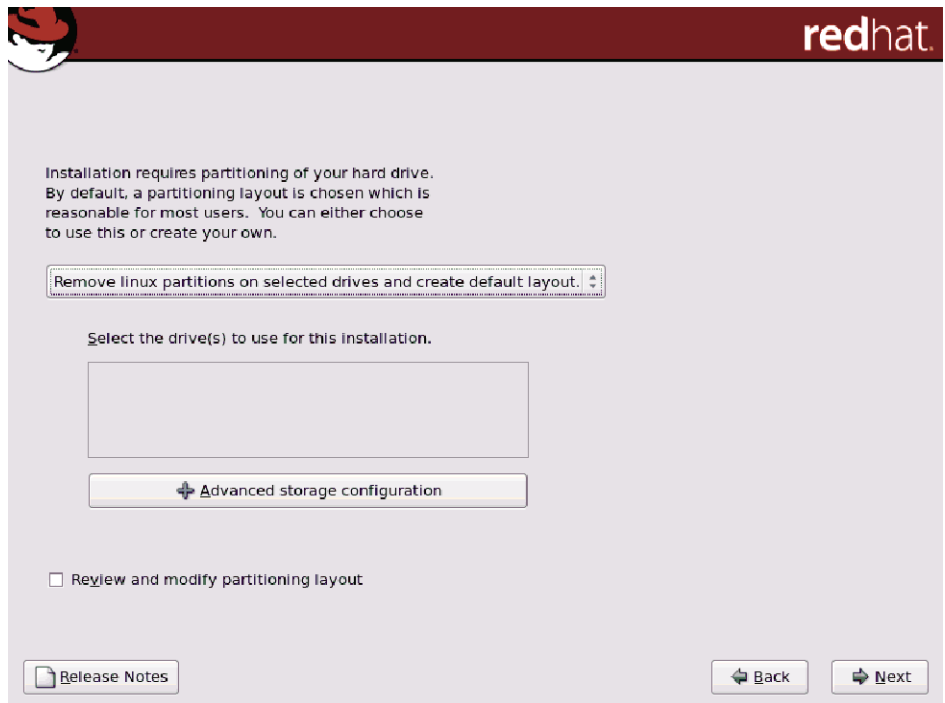 redhat.
Installation requires partitioning of your hard drive.
By default, a partitioning layout is chosen which is
reasonable for most users.  You can either choose
to use this or create your own.
Remove linux partitions on selected drives and create default layout.
Select the drive(s) to use for this installation.
Advanced storage configuration
Review and modify partitioning layout
Release Notes
Back
Next